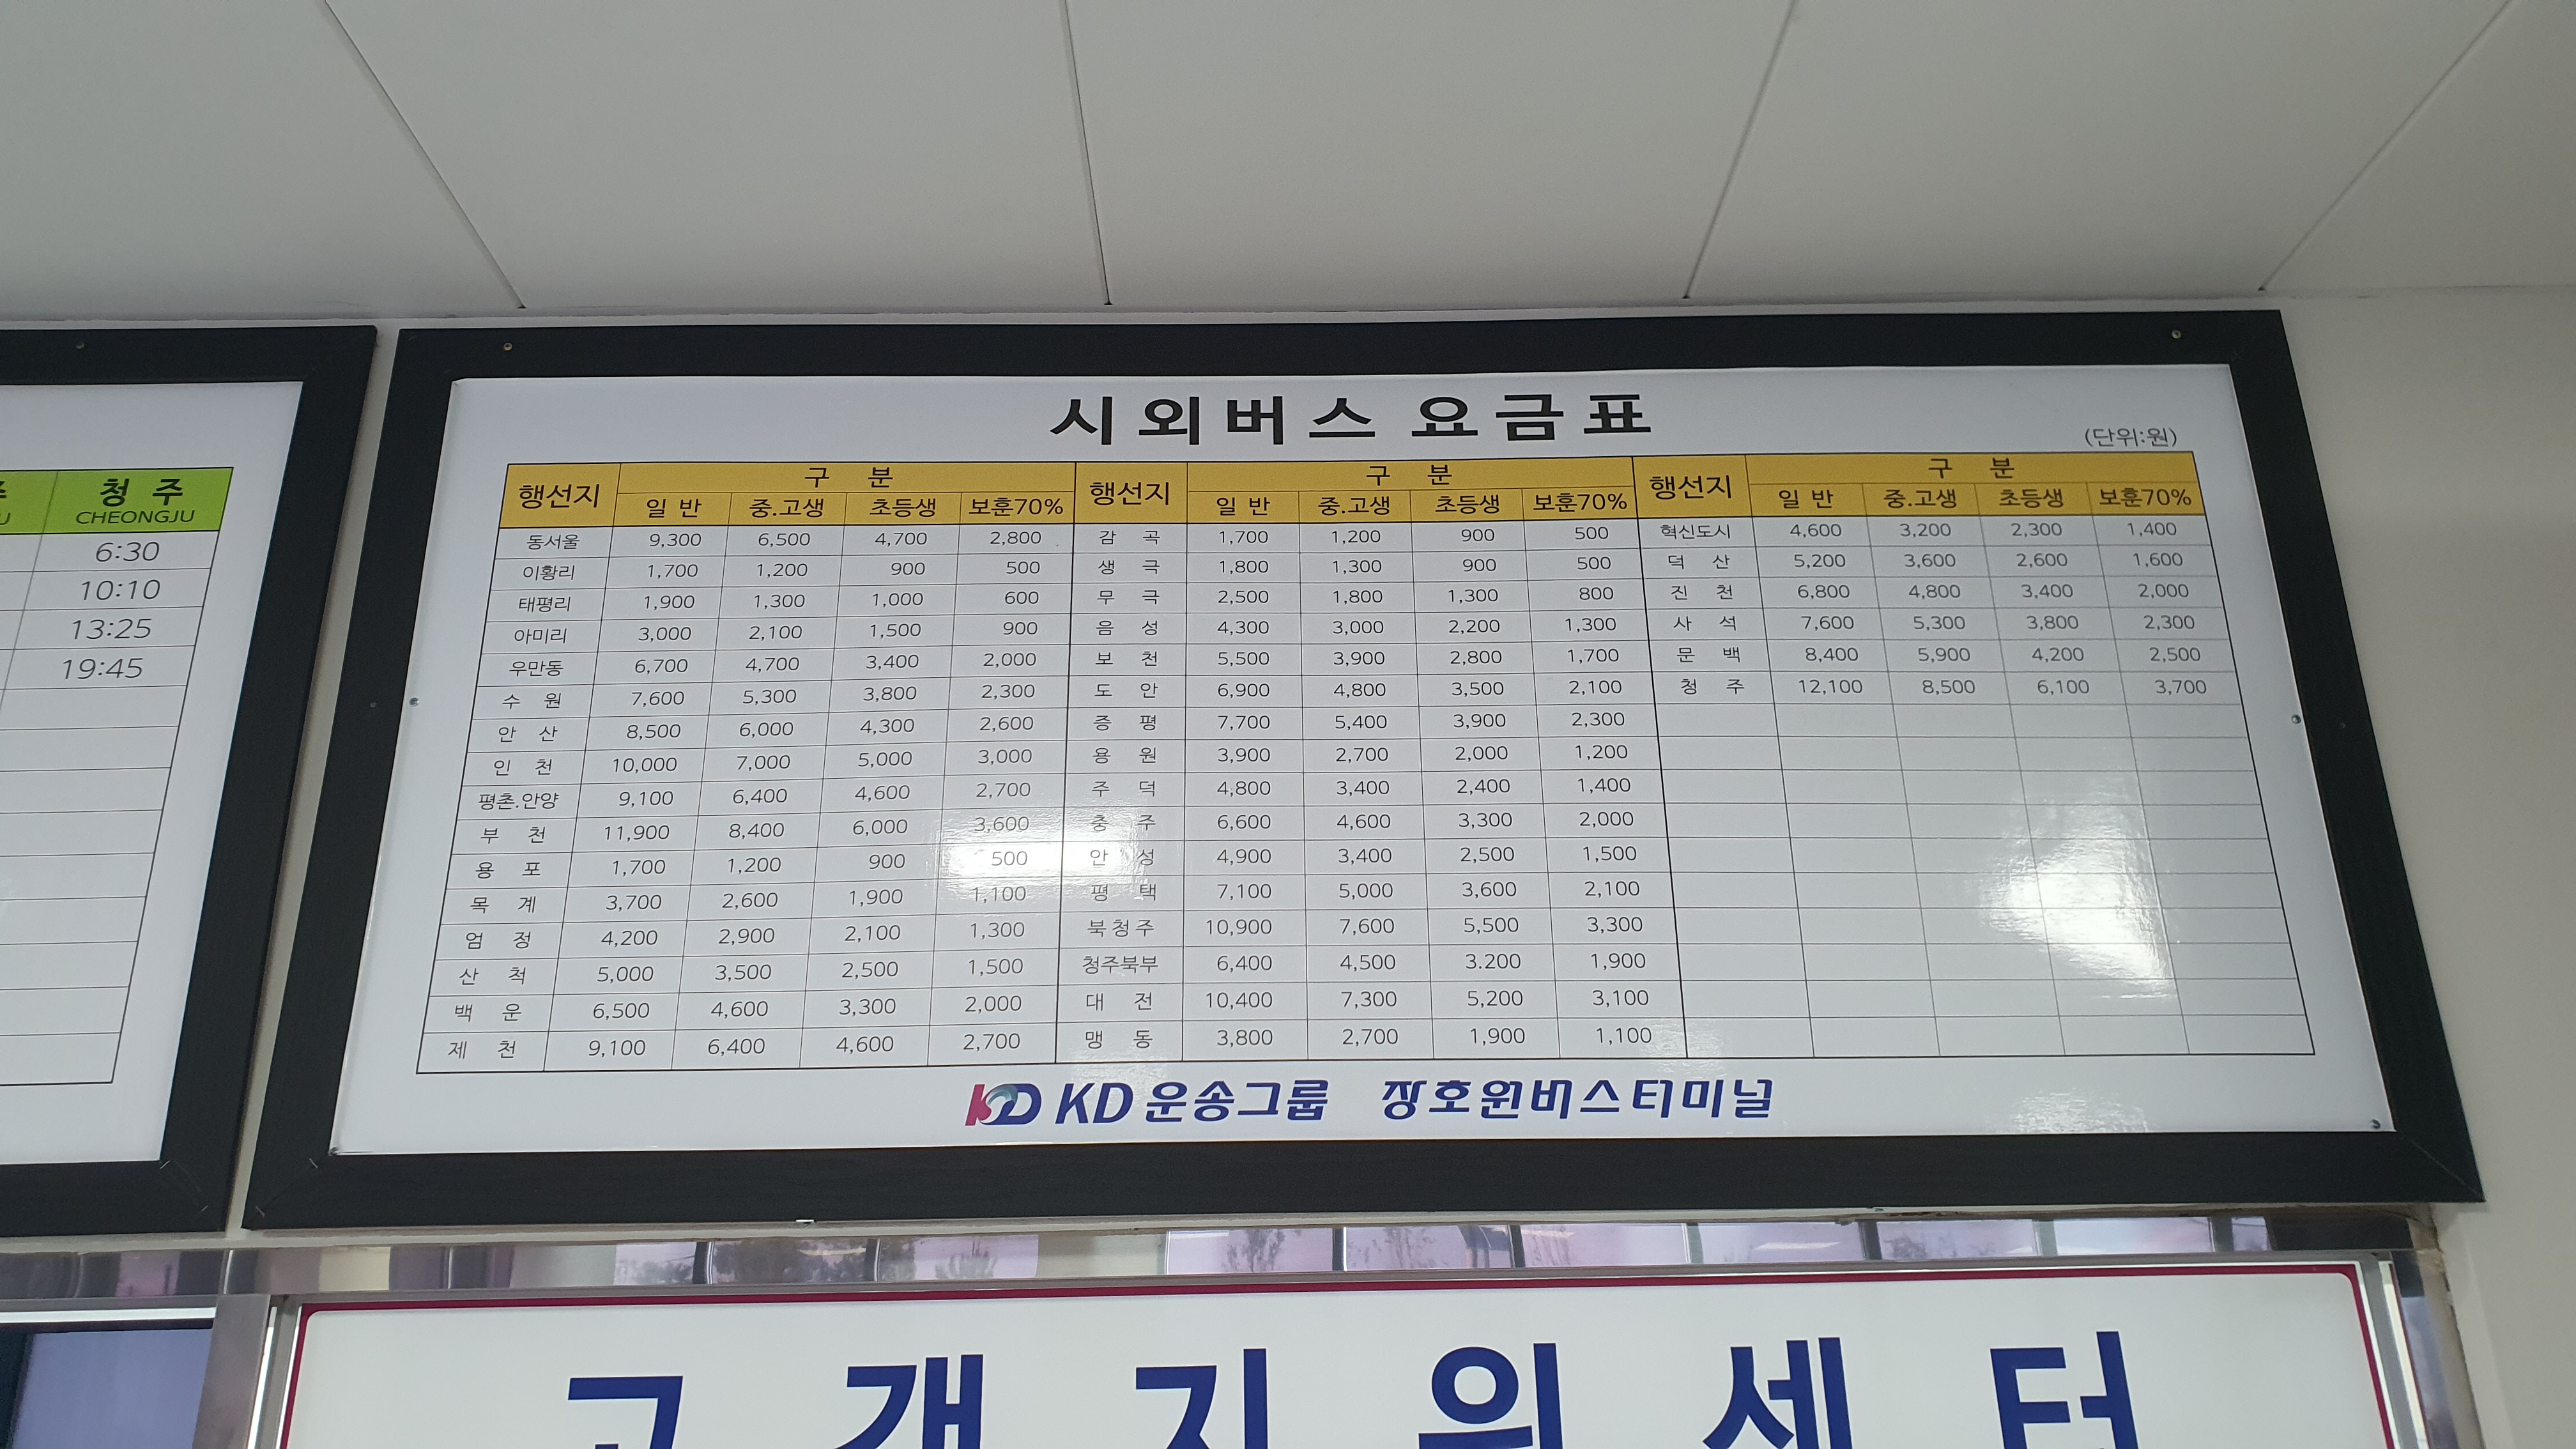 청 주
CHEONGJU
6:30
10:10
13:25
19:45
시외버스 요금표
(단위:원)
행선지 구 분 행선지 구 분 행선지 구 분
일 반 중.고생 초등생 보훈70% 일 반 중.고생 초등생 보훈70% 일 반 중.고생 초등생 보훈70%
동서울 9,300 6,500 4,700 2,800 감 곡 1,700 1,200 900 500 혁신도시 4,600 3,200 2,300 1,400
이황리 1,700 1,200 900 500 생 극 1,800 1,300 900 500 덕 산 5,200 3,600 2,600 1,600
태평리 1,900 1,300 1,000 600 무 극 2,500 1,800 1,300 800 진 천 6,800 4,800 3,400 2,000
아미리 3,000 2,100 1,500 900 음 성 4,300 3,000 2,200 1,300 사 석 7,600 5,300 3,800 2,300
우만동 6,700 4,700 3,400 2,000 보 천 5,500 3,900 2,800 1,700 문 백 8,400 5,900 4,200 2,500
수 원 7,600 5,300 3,800 2,300 도 안 6,900 4,800 3,500 2,100 청 주 12,100 8,500 6,100 3,700
안 산 8,500 6,000 4,300 2,600 증 평 7,700 5,400 3,900 2,300
인 천 10,000 7,000 5,000 3,000 용 원 3,900 2,700 2,000 1,200
평촌.안양 9,100 6,400 4,600 2,700 주 덕 4,800 3,400 2,400 1,400
부 천 11,900 8,400 6,000 3,600 충 주 6,600 4,600 3,300 2,000
용 포 1,700 1,200 900 500 안 성 4,900 3,400 2,500 1,500
목 계 3,700 2,600 1,900 1,100 평 택 7,100 5,000 3,600 2,100
엄 정 4,200 2,900 2,100 1,300 북청주 10,900 7,600 5,500 3,300
산 척 5,000 3,500 2,500 1,500 청주북부 6,400 4,500 3.200 1,900
백 운 6,500 4,600 3,300 2,000 대 전 10,400 7,300 5,200 3,100
제 천 9,100 6,400 4,600 2,700 맹 동 3,800 2,700 1,900 1,100
KD 운송그룹 장호원버스터미널
고객지원센터